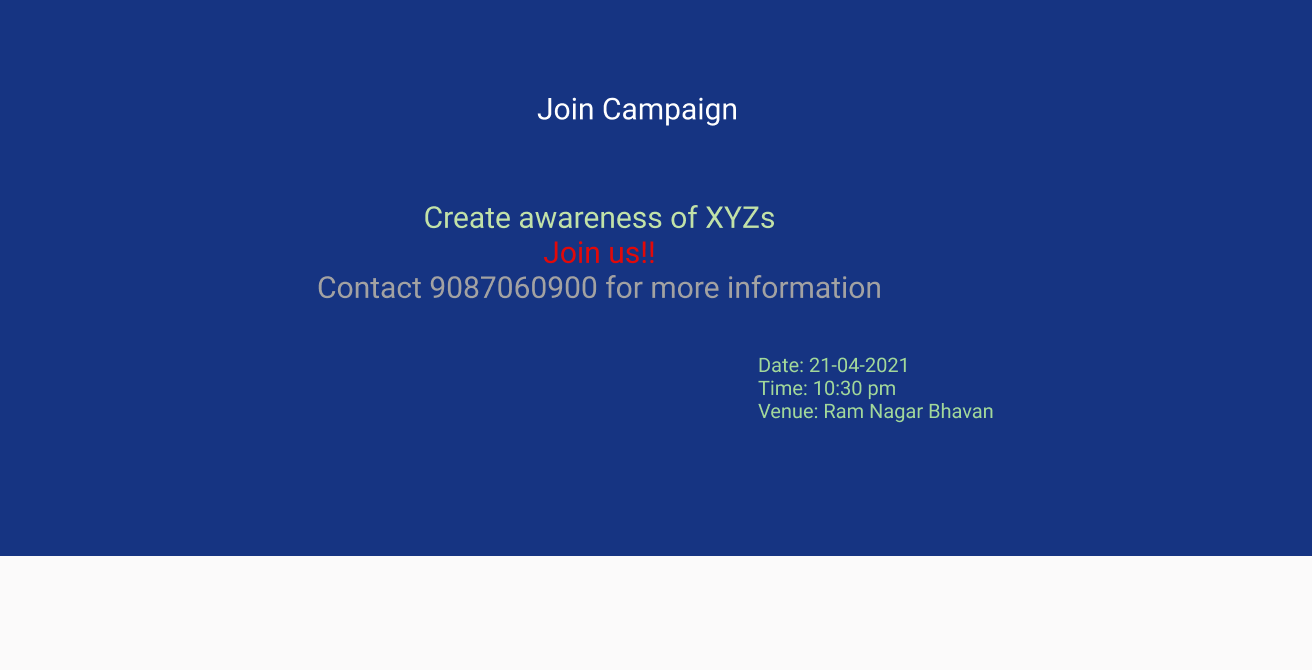 Join Campaign
Create awareness of XYZs
Join us!!
Contact 9087060900 for more information
Date: 21-04-2021
Time: 10:30 pm
Venue: Ram Nagar Bhavan